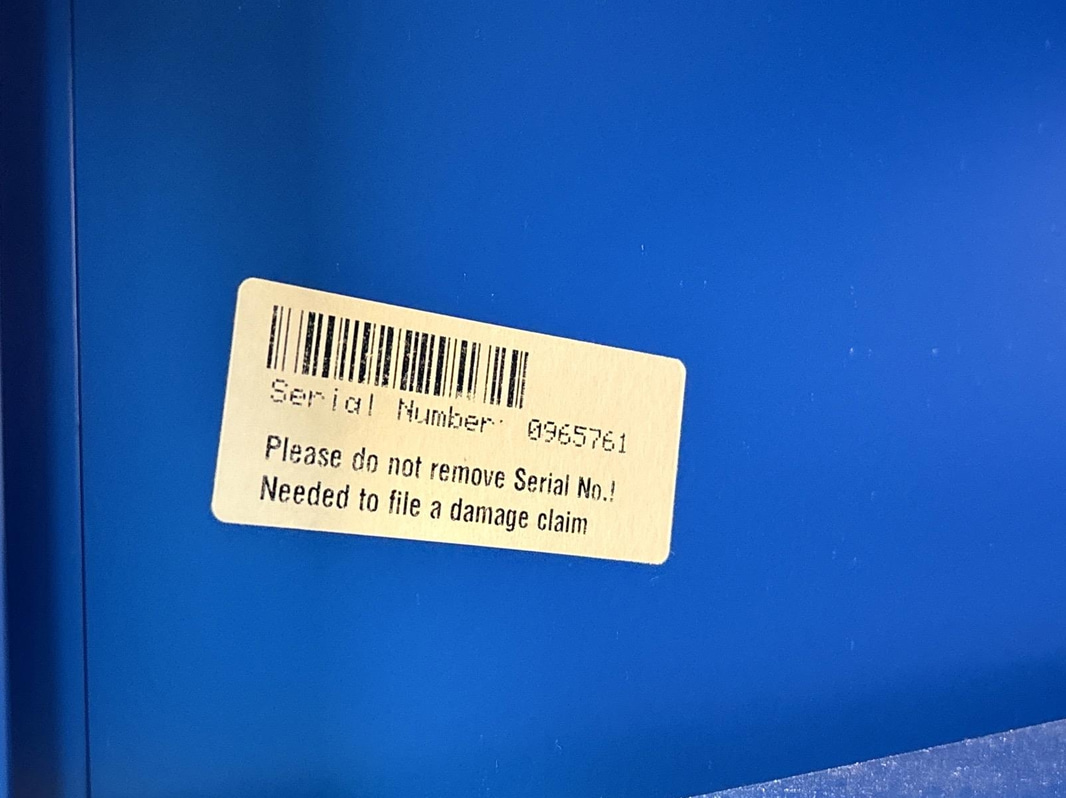 Serial Number: 0965761
Please do not remove Serial No.!
Needed to file a damage claim